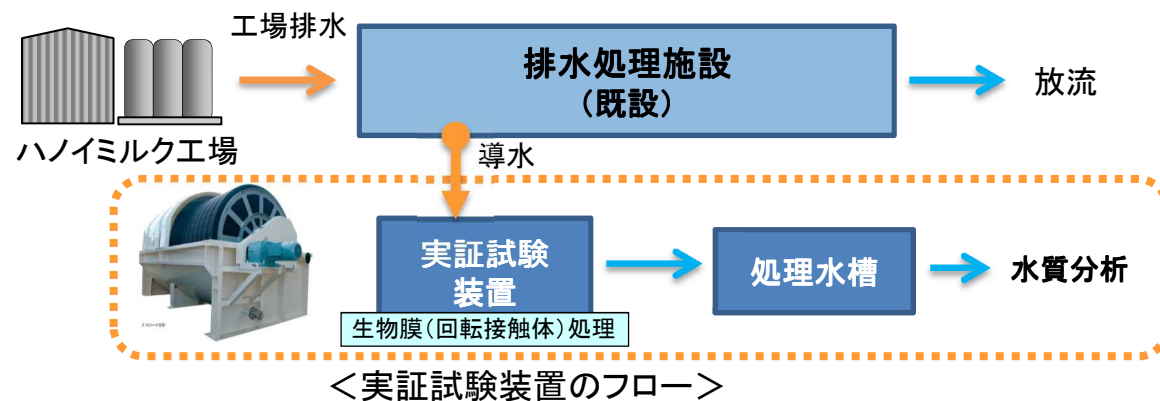 工場排水
排水処理施設
（既設）
放流
ハノイミルク工場
導水
実証試験
装置
処理水槽
水質分析
生物膜（回転接触体）処理
＜実証試験装置のフロー＞